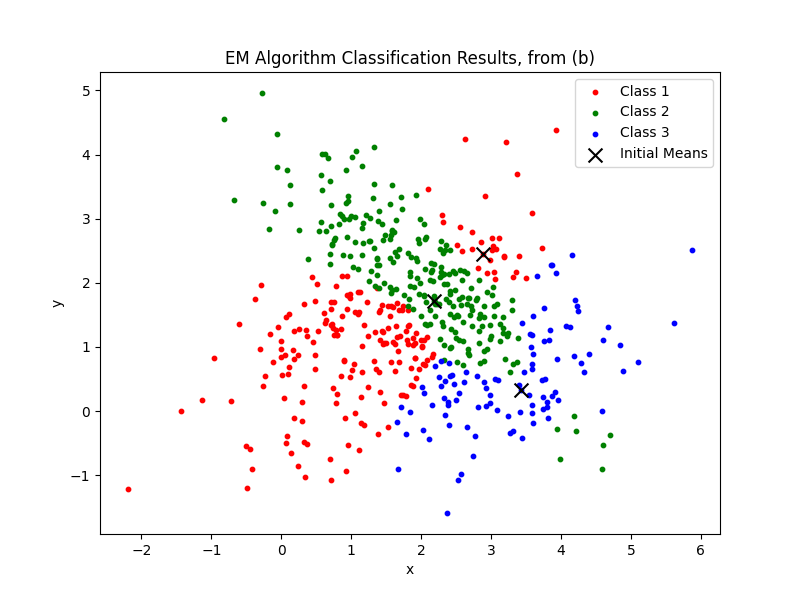 EM Algorithm Classification Results, from (b)
Class 1
Class 2
Class 3
Initial Means
y
5
4
3
2
1
0
−1
−2 −1 0 1 2 3 4 5 6
x